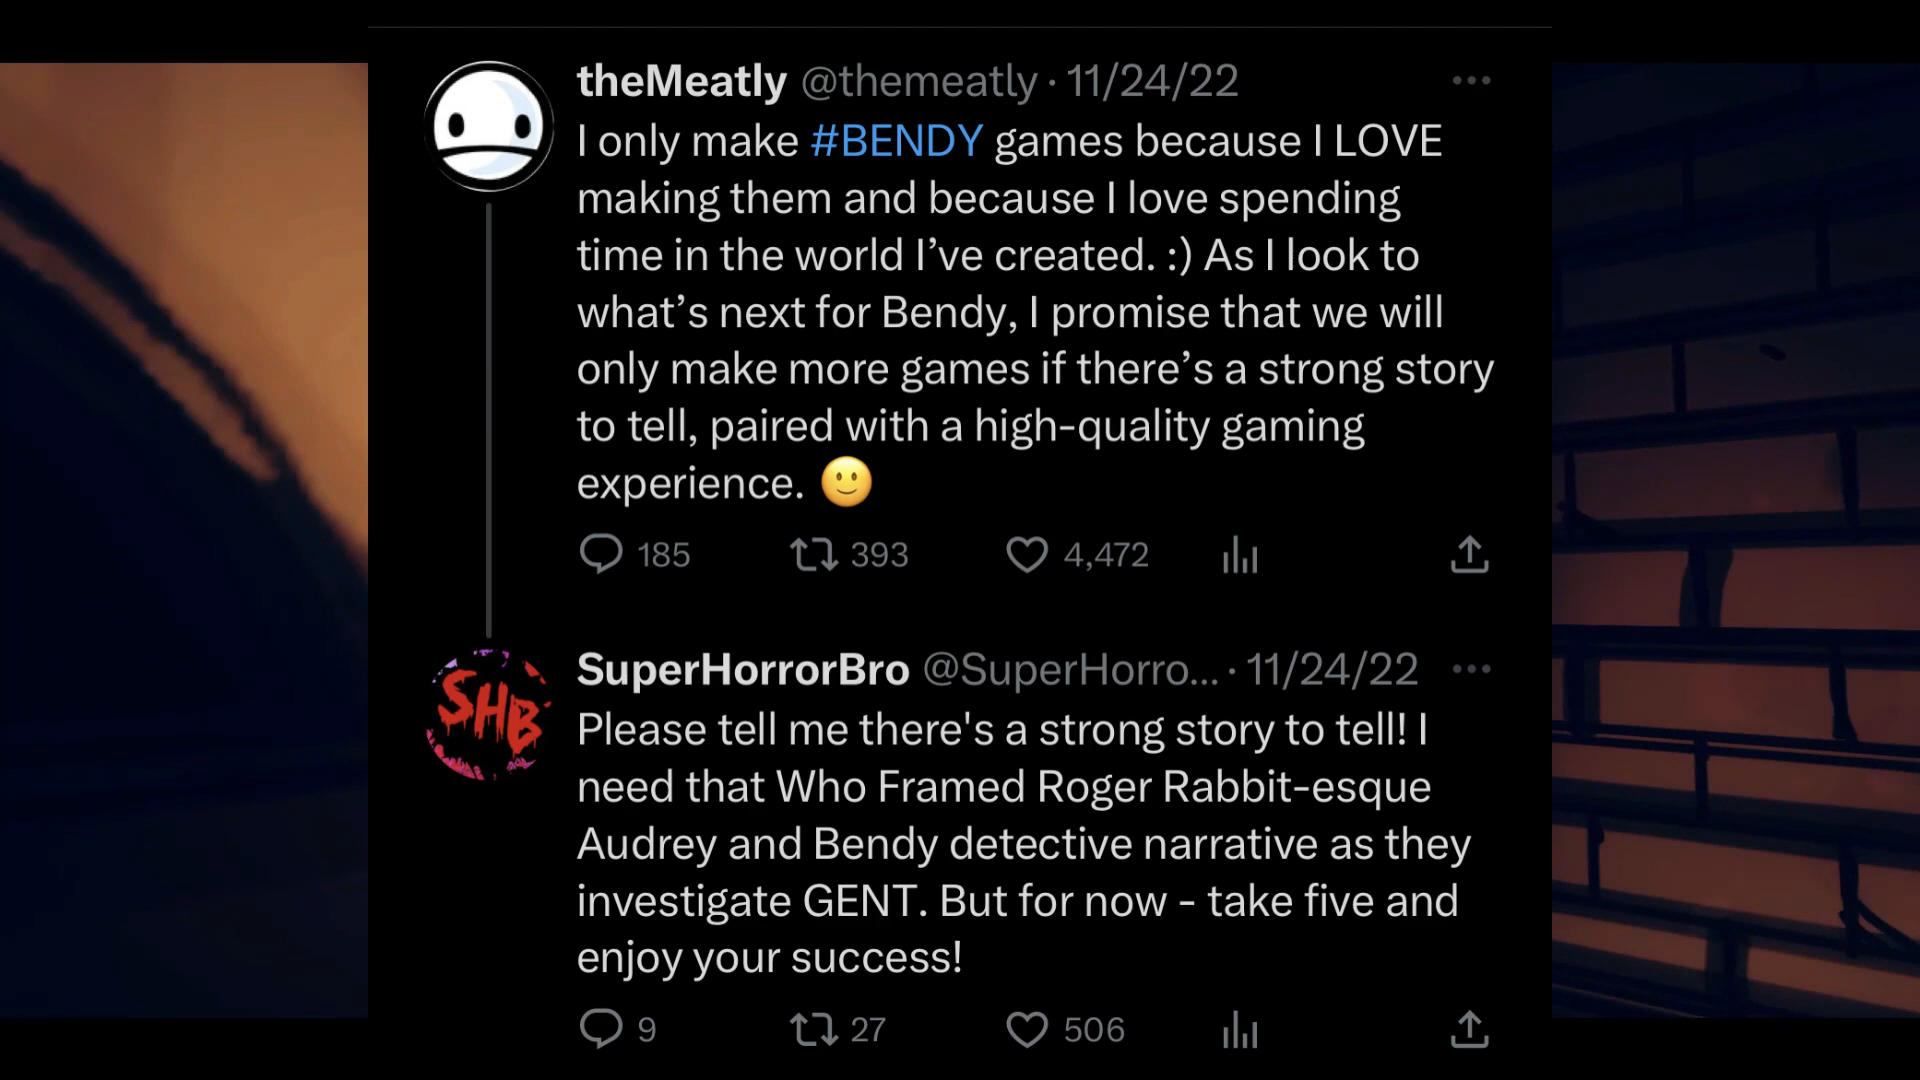 theMeatly @themeatly · 11/24/22
I only make #BENDY games because I LOVE
making them and because I love spending
time in the world I’ve created. :) As I look to
what’s next for Bendy, I promise that we will
only make more games if there’s a strong story
to tell, paired with a high-quality gaming
experience. 🙂
185 393 4,472
SHB
SuperHorrorBro @SuperHorro... · 11/24/22
Please tell me there's a strong story to tell! I
need that Who Framed Roger Rabbit-esque
Audrey and Bendy detective narrative as they
investigate GENT. But for now - take five and
enjoy your success!
9 27 506